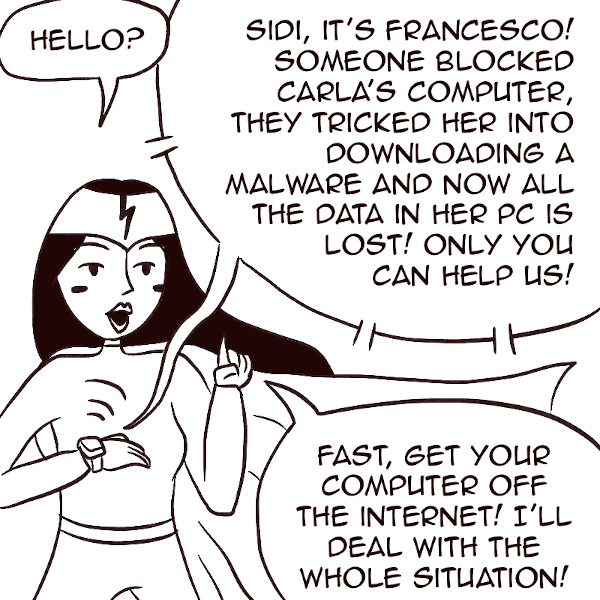 HELLO?
SIDI, IT'S FRANCESCO!
SOMEONE BLOCKED
CARLA'S COMPUTER,
THEY TRICKED HER INTO
DOWNLOADING A
MALWARE AND NOW ALL
THE DATA IN HER PC IS
LOST! ONLY YOU
CAN HELP US!
FAST, GET YOUR
COMPUTER OFF
THE INTERNET! I'LL
DEAL WITH THE
WHOLE SITUATION!